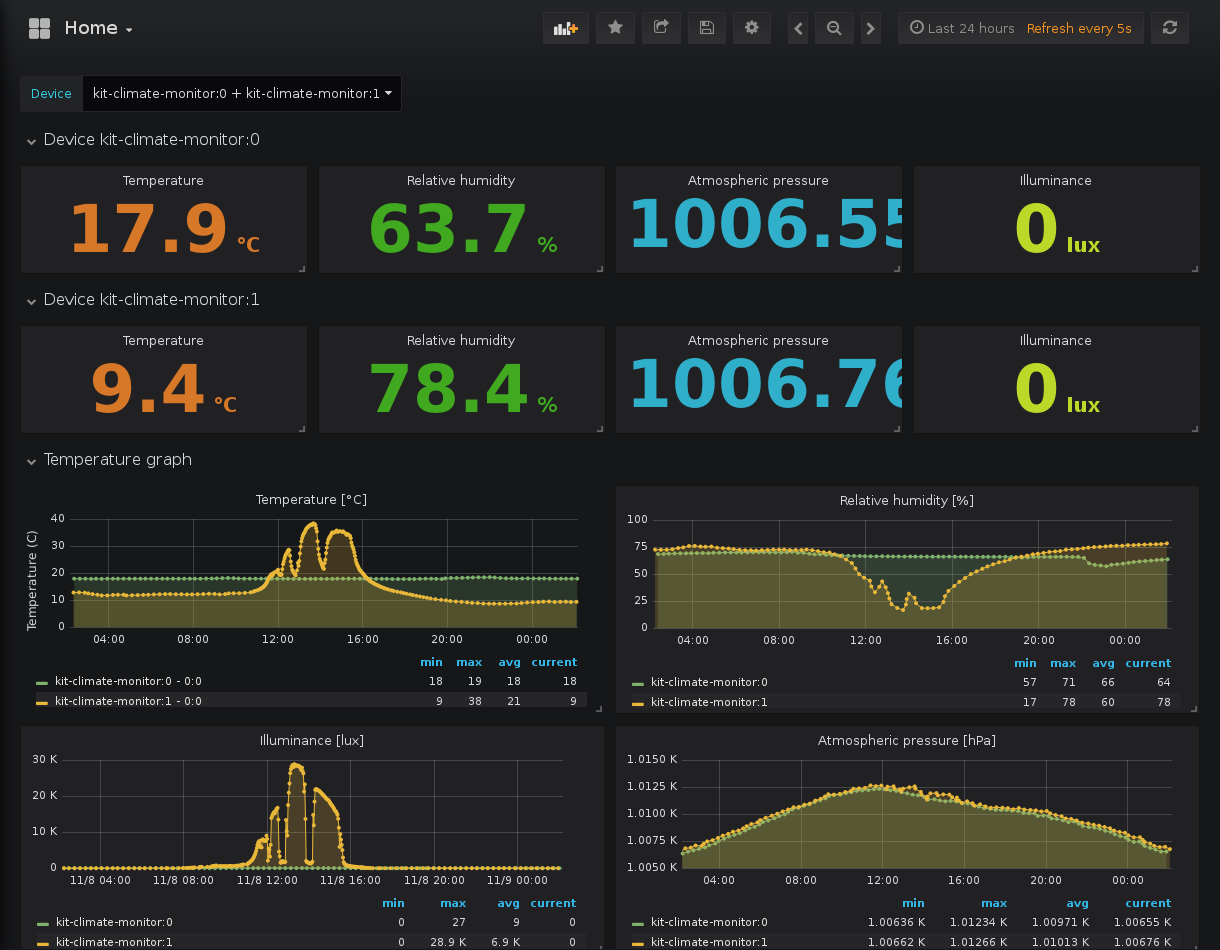 Home
Last 24 hours Refresh every 5s
Device kit-climate-monitor:0 + kit-climate-monitor:1
Device kit-climate-monitor:0
Temperature Relative humidity Atmospheric pressure Illuminance
17.9 °C 63.7 % 1006.55 0 lux
Device kit-climate-monitor:1
Temperature Relative humidity Atmospheric pressure Illuminance
9.4 °C 78.4 % 1006.76 0 lux
Temperature graph
Temperature [°C]
Temperature (C)
40
30
20
10
0
04:00 08:00 12:00 16:00 20:00 00:00
min max avg current
kit-climate-monitor:0 - 0:0 18 19 18 18
kit-climate-monitor:1 - 0:0 9 38 21 9
Relative humidity [%]
100
75
50
25
0
04:00 08:00 12:00 16:00 20:00 00:00
min max avg current
kit-climate-monitor:0 57 71 66 64
kit-climate-monitor:1 17 78 60 78
Illuminance [lux]
30 K
20 K
10 K
0
11/8 04:00 11/8 08:00 11/8 12:00 11/8 16:00 11/8 20:00 11/9 00:00
min max avg current
kit-climate-monitor:0 0 27 9 0
kit-climate-monitor:1 0 28.9 K 6.9 K 0
Atmospheric pressure [hPa]
1.0150 K
1.0125 K
1.0100 K
1.0075 K
1.0050 K
04:00 08:00 12:00 16:00 20:00 00:00
min max avg current
kit-climate-monitor:0 1.00636 K 1.01234 K 1.00971 K 1.00655 K
kit-climate-monitor:1 1.00662 K 1.01266 K 1.01013 K 1.00676 K